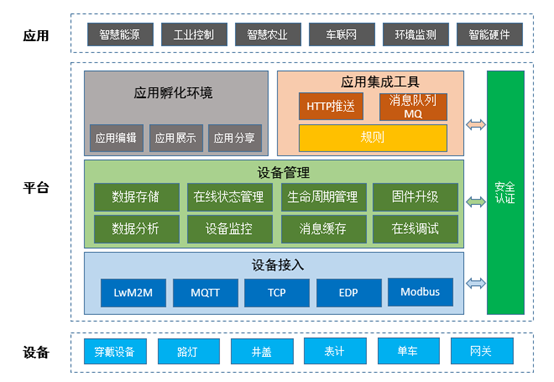 应用
智慧能源
工业控制
智慧农业
车联网
环境监测
智能硬件
平台
应用孵化环境
应用编辑
应用展示
应用分享
应用集成工具
HTTP推送
消息队列
MQ
规则
设备管理
数据存储
在线状态管理
生命周期管理
固件升级
数据分析
设备监控
消息缓存
在线调试
设备接入
LwM2M
MQTT
TCP
EDP
Modbus
安全
认证
设备
穿戴设备
路灯
井盖
表计
单车
网关